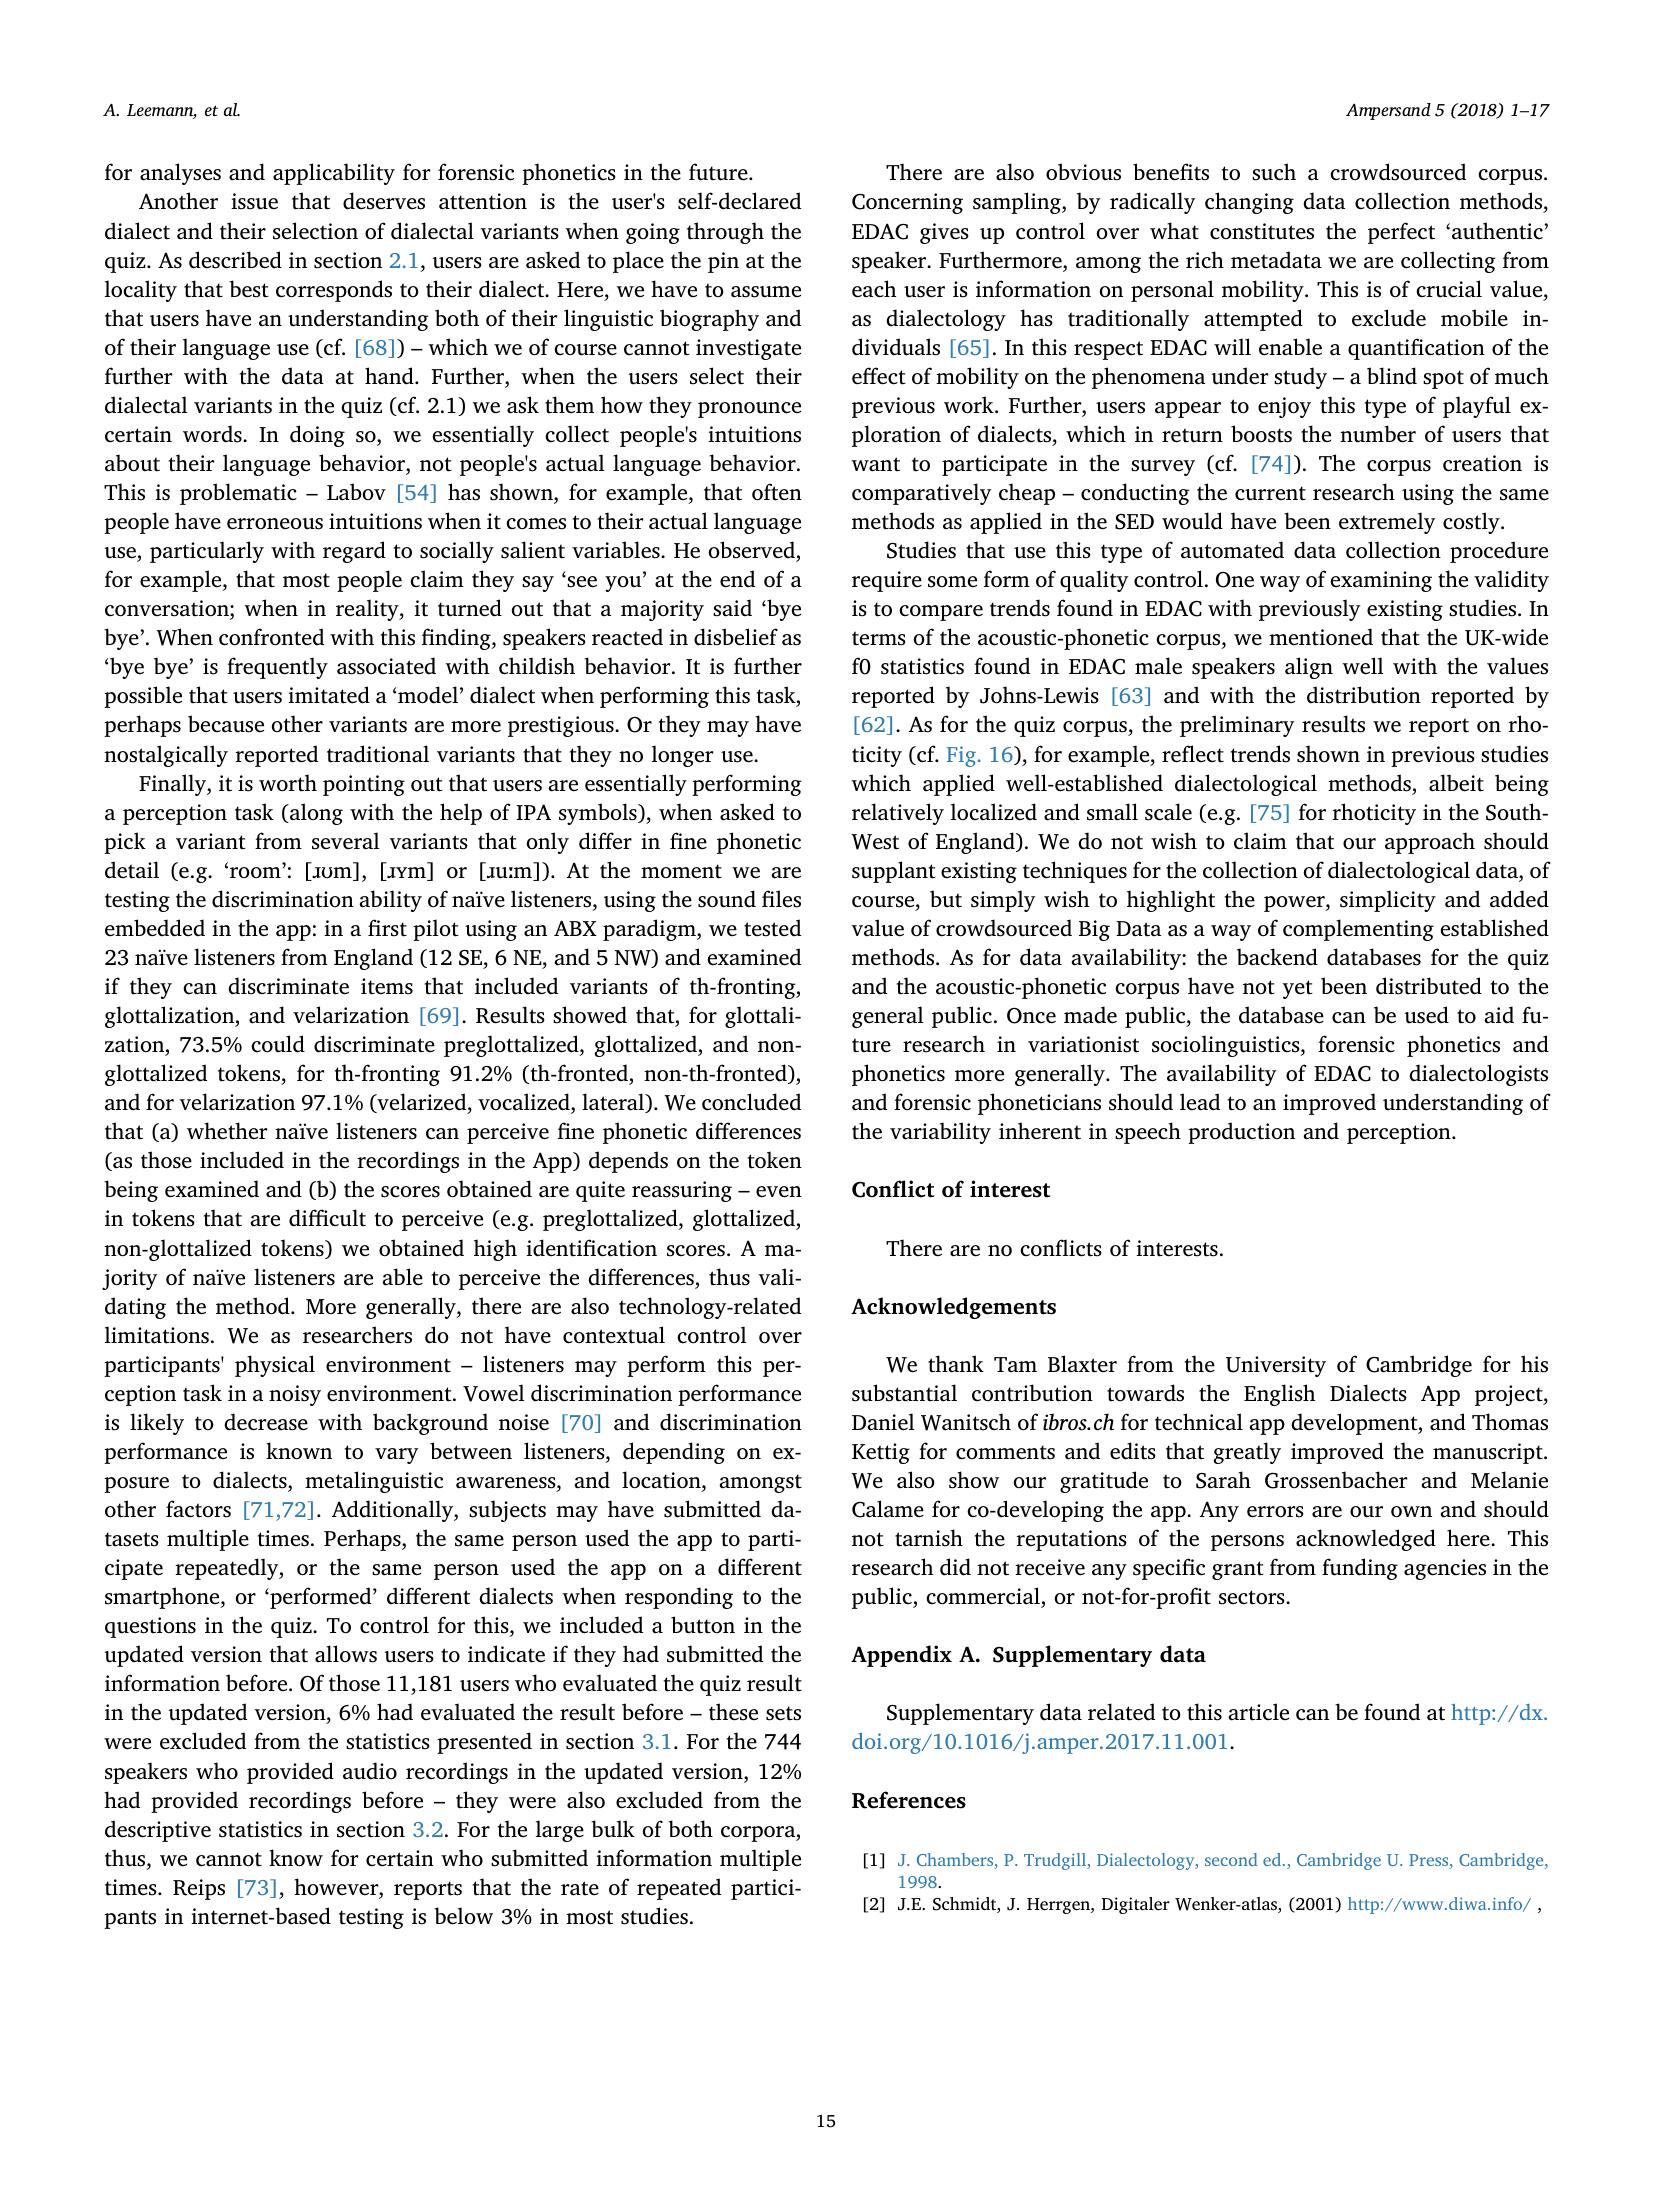 A. Leemann, et al.
Ampersand 5 (2018) 1–17
for analyses and applicability for forensic phonetics in the future.
Another issue that deserves attention is the user's self-declared
dialect and their selection of dialectal variants when going through the
quiz. As described in section 2.1, users are asked to place the pin at the
locality that best corresponds to their dialect. Here, we have to assume
that users have an understanding both of their linguistic biography and
of their language use (cf. [68]) – which we of course cannot investigate
further with the data at hand. Further, when the users select their
dialectal variants in the quiz (cf. 2.1) we ask them how they pronounce
certain words. In doing so, we essentially collect people's intuitions
about their language behavior, not people's actual language behavior.
This is problematic – Labov [54] has shown, for example, that often
people have erroneous intuitions when it comes to their actual language
use, particularly with regard to socially salient variables. He observed,
for example, that most people claim they say ‘see you’ at the end of a
conversation; when in reality, it turned out that a majority said ‘bye
bye’. When confronted with this finding, speakers reacted in disbelief as
‘bye bye’ is frequently associated with childish behavior. It is further
possible that users imitated a ‘model’ dialect when performing this task,
perhaps because other variants are more prestigious. Or they may have
nostalgically reported traditional variants that they no longer use.
Finally, it is worth pointing out that users are essentially performing
a perception task (along with the help of IPA symbols), when asked to
pick a variant from several variants that only differ in fine phonetic
detail (e.g. ‘room’: [ɹʊm], [ɹʏm] or [ɹuːm]). At the moment we are
testing the discrimination ability of naïve listeners, using the sound files
embedded in the app: in a first pilot using an ABX paradigm, we tested
23 naïve listeners from England (12 SE, 6 NE, and 5 NW) and examined
if they can discriminate items that included variants of th-fronting,
glottalization, and velarization [69]. Results showed that, for glottali-
zation, 73.5% could discriminate preglottalized, glottalized, and non-
glottalized tokens, for th-fronting 91.2% (th-fronted, non-th-fronted),
and for velarization 97.1% (velarized, vocalized, lateral). We concluded
that (a) whether naïve listeners can perceive fine phonetic differences
(as those included in the recordings in the App) depends on the token
being examined and (b) the scores obtained are quite reassuring – even
in tokens that are difficult to perceive (e.g. preglottalized, glottalized,
non-glottalized tokens) we obtained high identification scores. A ma-
jority of naïve listeners are able to perceive the differences, thus vali-
dating the method. More generally, there are also technology-related
limitations. We as researchers do not have contextual control over
participants' physical environment – listeners may perform this per-
ception task in a noisy environment. Vowel discrimination performance
is likely to decrease with background noise [70] and discrimination
performance is known to vary between listeners, depending on ex-
posure to dialects, metalinguistic awareness, and location, amongst
other factors [71,72]. Additionally, subjects may have submitted da-
tasets multiple times. Perhaps, the same person used the app to parti-
cipate repeatedly, or the same person used the app on a different
smartphone, or ‘performed’ different dialects when responding to the
questions in the quiz. To control for this, we included a button in the
updated version that allows users to indicate if they had submitted the
information before. Of those 11,181 users who evaluated the quiz result
in the updated version, 6% had evaluated the result before – these sets
were excluded from the statistics presented in section 3.1. For the 744
speakers who provided audio recordings in the updated version, 12%
had provided recordings before – they were also excluded from the
descriptive statistics in section 3.2. For the large bulk of both corpora,
thus, we cannot know for certain who submitted information multiple
times. Reips [73], however, reports that the rate of repeated partici-
pants in internet-based testing is below 3% in most studies.
There are also obvious benefits to such a crowdsourced corpus.
Concerning sampling, by radically changing data collection methods,
EDAC gives up control over what constitutes the perfect ‘authentic’
speaker. Furthermore, among the rich metadata we are collecting from
each user is information on personal mobility. This is of crucial value,
as dialectology has traditionally attempted to exclude mobile in-
dividuals [65]. In this respect EDAC will enable a quantification of the
effect of mobility on the phenomena under study – a blind spot of much
previous work. Further, users appear to enjoy this type of playful ex-
ploration of dialects, which in return boosts the number of users that
want to participate in the survey (cf. [74]). The corpus creation is
comparatively cheap – conducting the current research using the same
methods as applied in the SED would have been extremely costly.
Studies that use this type of automated data collection procedure
require some form of quality control. One way of examining the validity
is to compare trends found in EDAC with previously existing studies. In
terms of the acoustic-phonetic corpus, we mentioned that the UK-wide
f0 statistics found in EDAC male speakers align well with the values
reported by Johns-Lewis [63] and with the distribution reported by
[62]. As for the quiz corpus, the preliminary results we report on rho-
ticity (cf. Fig. 16), for example, reflect trends shown in previous studies
which applied well-established dialectological methods, albeit being
relatively localized and small scale (e.g. [75] for rhoticity in the South-
West of England). We do not wish to claim that our approach should
supplant existing techniques for the collection of dialectological data, of
course, but simply wish to highlight the power, simplicity and added
value of crowdsourced Big Data as a way of complementing established
methods. As for data availability: the backend databases for the quiz
and the acoustic-phonetic corpus have not yet been distributed to the
general public. Once made public, the database can be used to aid fu-
ture research in variationist sociolinguistics, forensic phonetics and
phonetics more generally. The availability of EDAC to dialectologists
and forensic phoneticians should lead to an improved understanding of
the variability inherent in speech production and perception.
Conflict of interest
There are no conflicts of interests.
Acknowledgements
We thank Tam Blaxter from the University of Cambridge for his
substantial contribution towards the English Dialects App project,
Daniel Wanitsch of ibros.ch for technical app development, and Thomas
Kettig for comments and edits that greatly improved the manuscript.
We also show our gratitude to Sarah Grossenbacher and Melanie
Calame for co-developing the app. Any errors are our own and should
not tarnish the reputations of the persons acknowledged here. This
research did not receive any specific grant from funding agencies in the
public, commercial, or not-for-profit sectors.
Appendix A. Supplementary data
Supplementary data related to this article can be found at http://dx.
doi.org/10.1016/j.amper.2017.11.001.
References
[1] J. Chambers, P. Trudgill, Dialectology, second ed., Cambridge U. Press, Cambridge,
1998.
[2] J.E. Schmidt, J. Herrgen, Digitaler Wenker-atlas, (2001) http://www.diwa.info/ ,
15